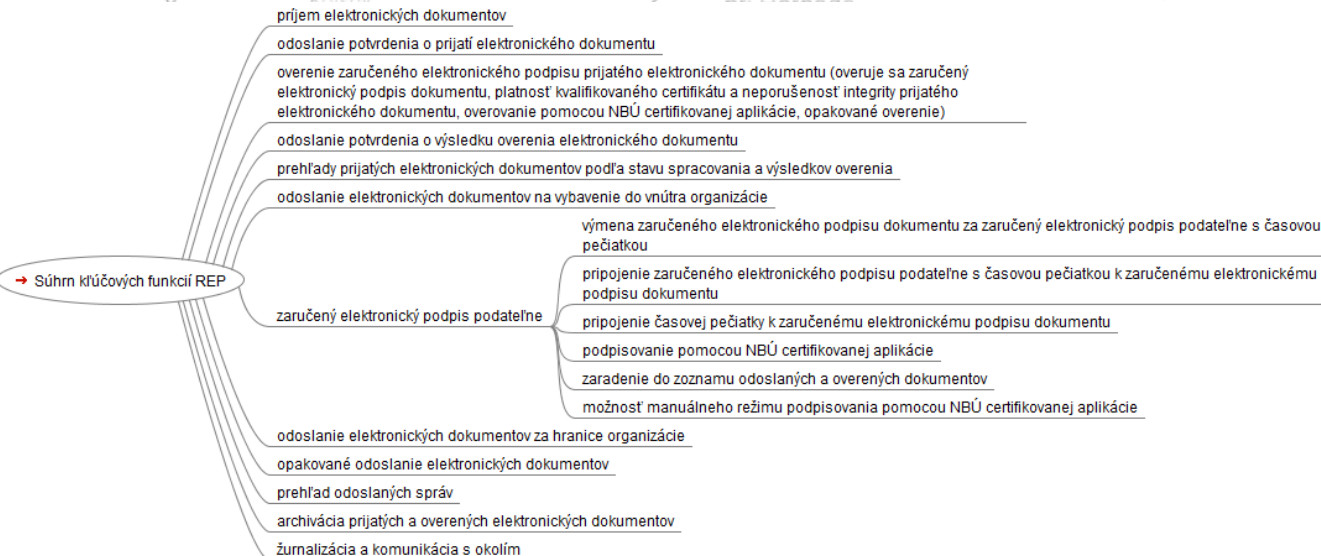 príjem elektronických dokumentov
odoslanie potvrdenia o prijatí elektronického dokumentu
overenie zaručeného elektronického podpisu prijatého elektronického dokumentu (overuje sa zaručený
elektronický podpis dokumentu, platnosť kvalifikovaného certifikátu a neporušenosť integrity prijatého
elektronického dokumentu, overovanie pomocou NBÚ certifikovanej aplikácie, opakované overenie)
odoslanie potvrdenia o výsledku overenia elektronického dokumentu
prehľady prijatých elektronických dokumentov podľa stavu spracovania a výsledkov overenia
odoslanie elektronických dokumentov na vybavenie do vnútra organizácie
Súhrn kľúčových funkcií REP
zaručený elektronický podpis podateľne
výmena zaručeného elektronického podpisu dokumentu za zaručený elektronický podpis podateľne s časovou
pečiatkou
pripojenie zaručeného elektronického podpisu podateľne s časovou pečiatkou k zaručenému elektronickému
podpisu dokumentu
pripojenie časovej pečiatky k zaručenému elektronickému podpisu dokumentu
podpisovanie pomocou NBÚ certifikovanej aplikácie
zaradenie do zoznamu odoslaných a overených dokumentov
možnosť manuálneho režimu podpisovania pomocou NBÚ certifikovanej aplikácie
odoslanie elektronických dokumentov za hranice organizácie
opakované odoslanie elektronických dokumentov
prehľad odoslaných správ
archivácia prijatých a overených elektronických dokumentov
žurnalizácia a komunikácia s okolím